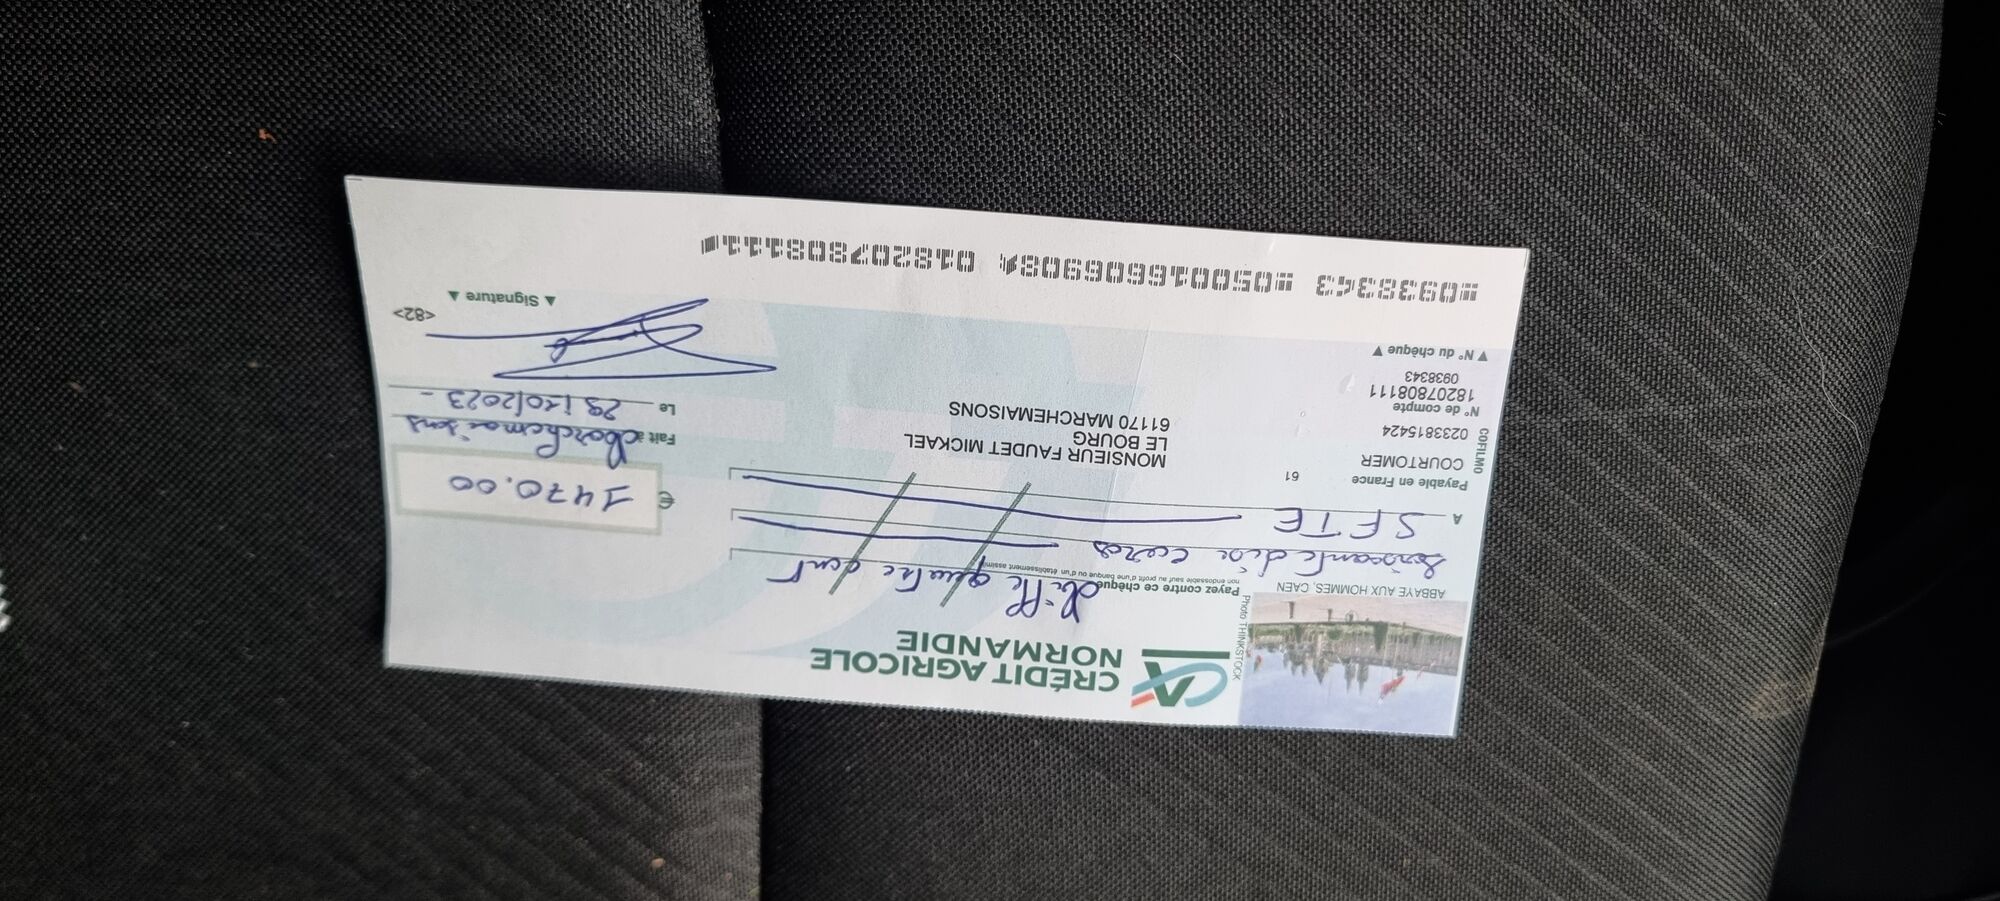 CRÉDIT AGRICOLE
NORMANDIE
Photo THINKSTOCK
ABBAYE AUX HOMMES, CAEN
Payez contre ce chèque
non endossable sauf au profit d'une banque ou d'un établissement assimilé
Mille quatre cent
Soixante dix euros
A SFTE
€ 1470.00
Payable en France 61
COURTOMER
COFILMO
0233815424
N° de compte
18207808111
0938343
▼ N° du chèque ▼
MONSIEUR FAUDET MICKAEL
LE BOURG
61170 MARCHEMAISONS
Fait à Marchemaisons
Le 29/10/2023 -
<82>
▲ Signature ▲
0938343 050016606908 018207808111